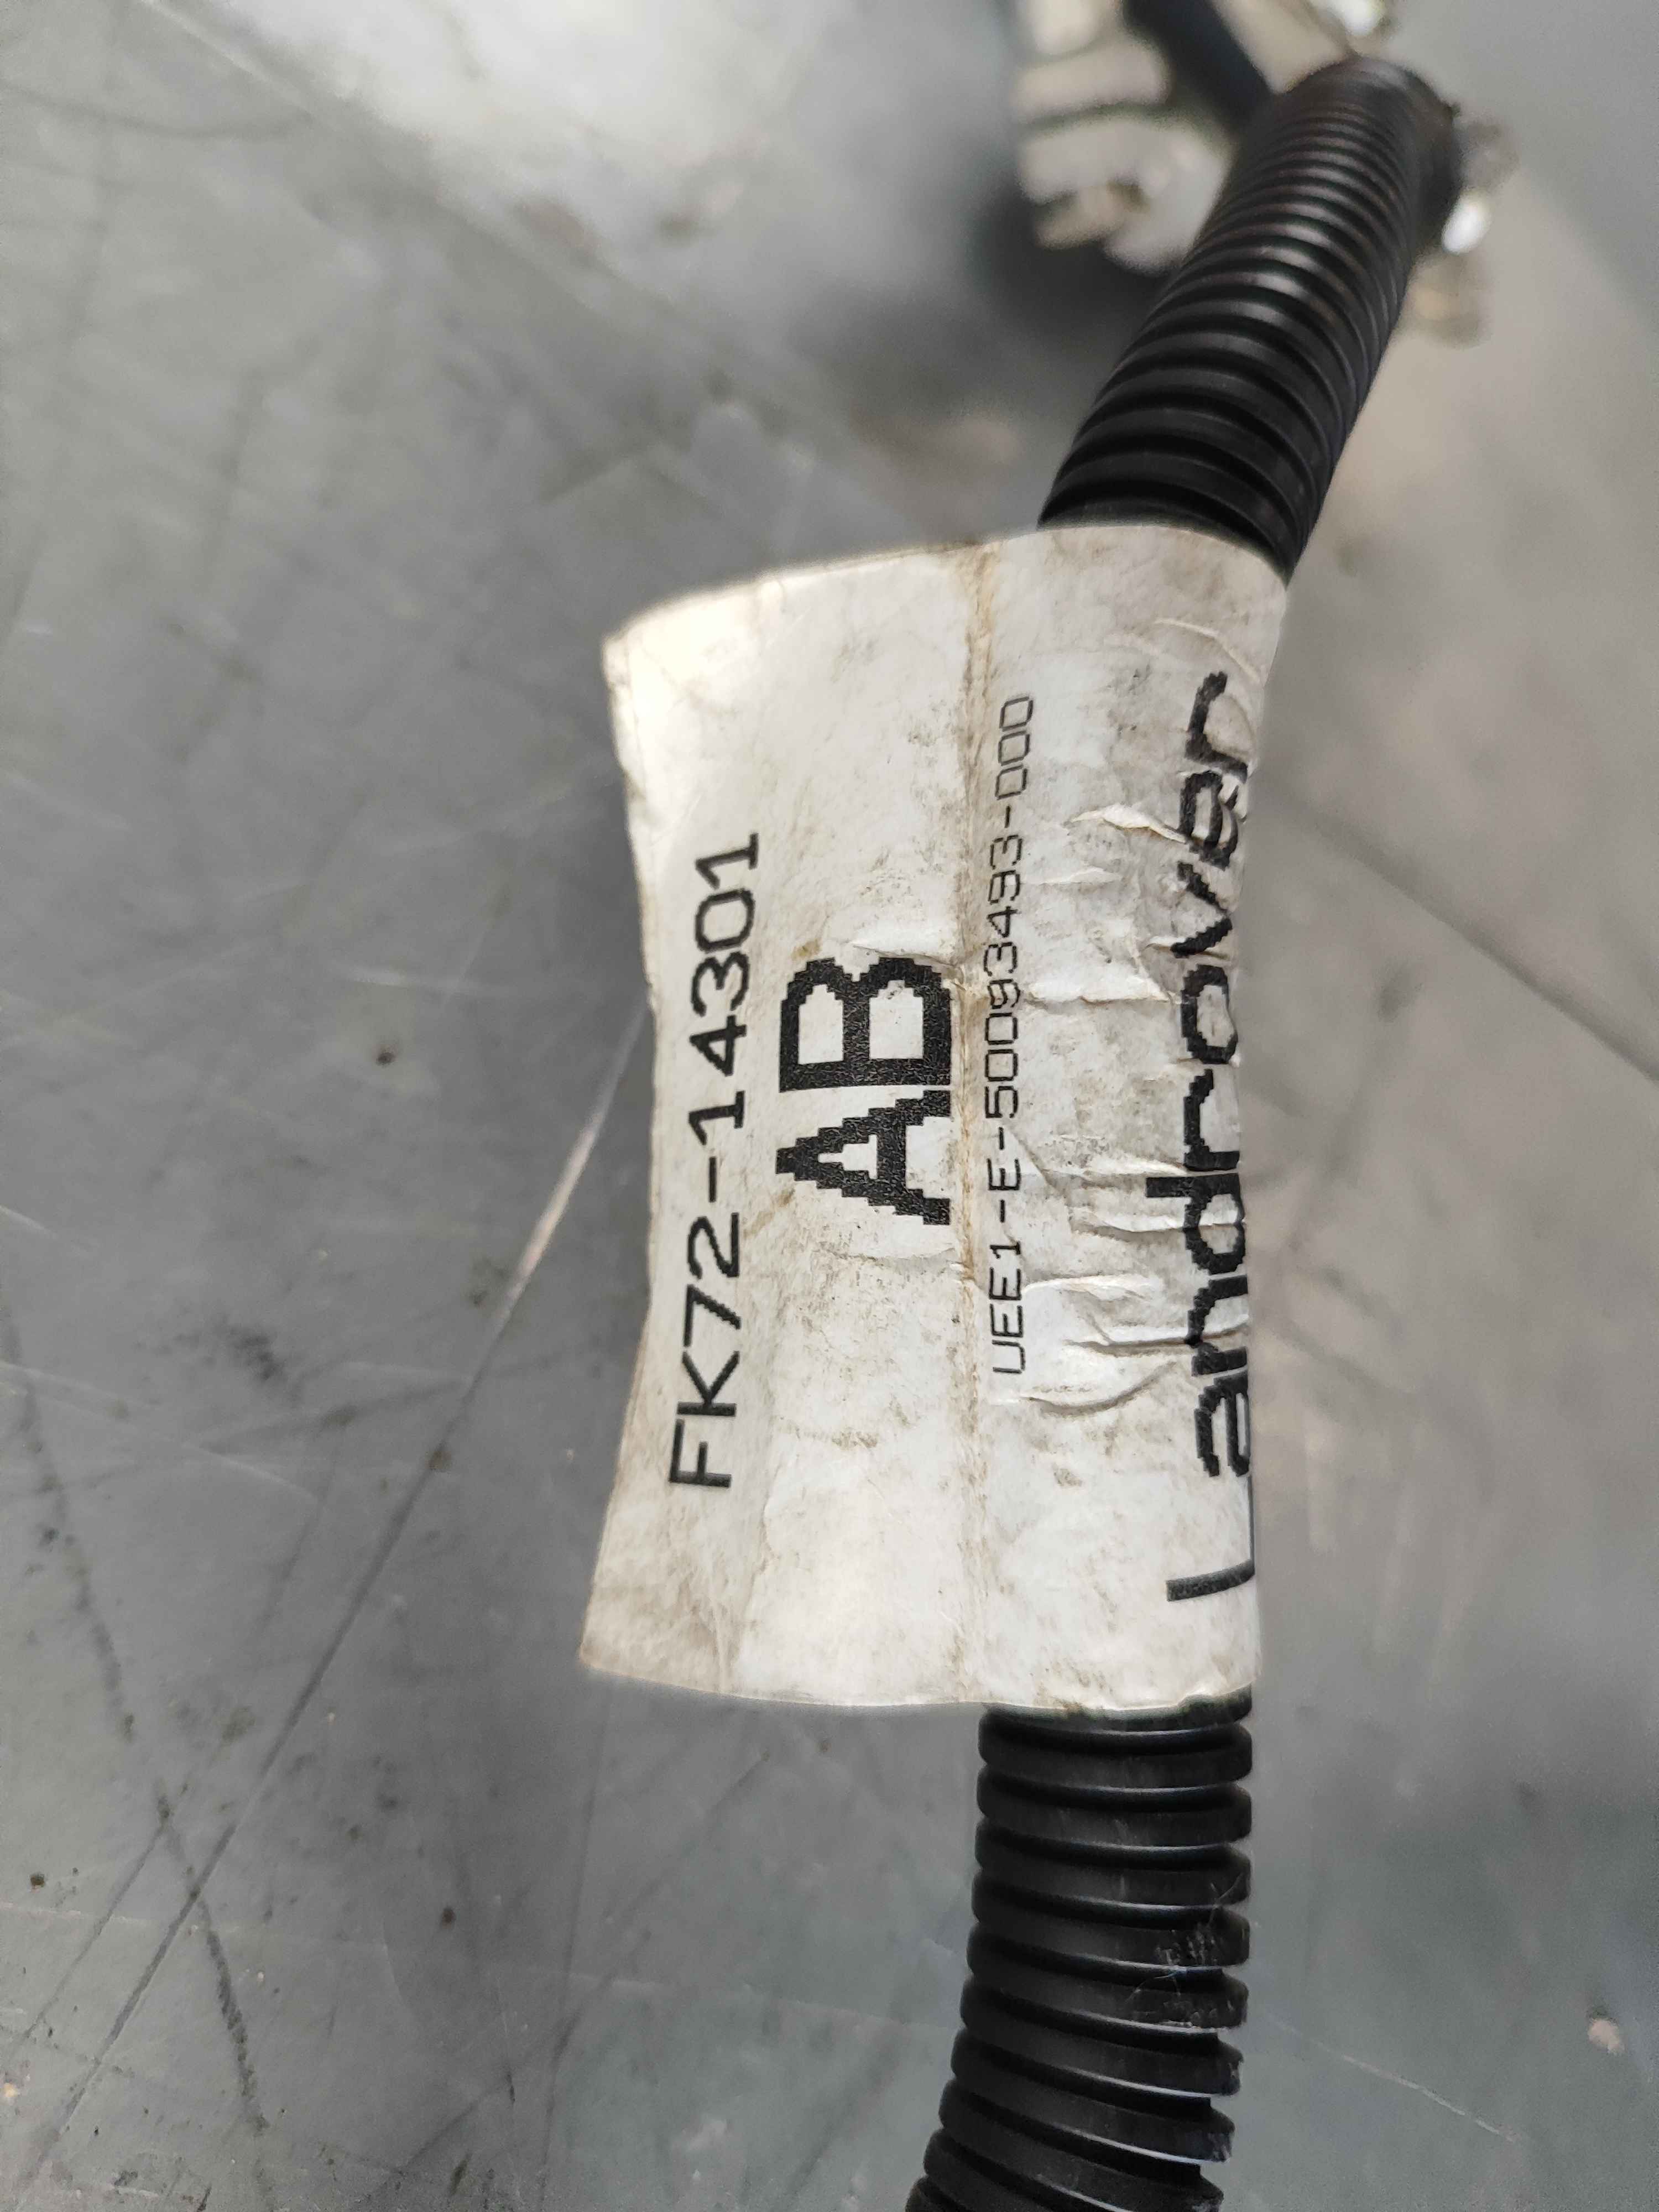 FK72-14301
AB
UEE1-E-50093493-000
Landrover